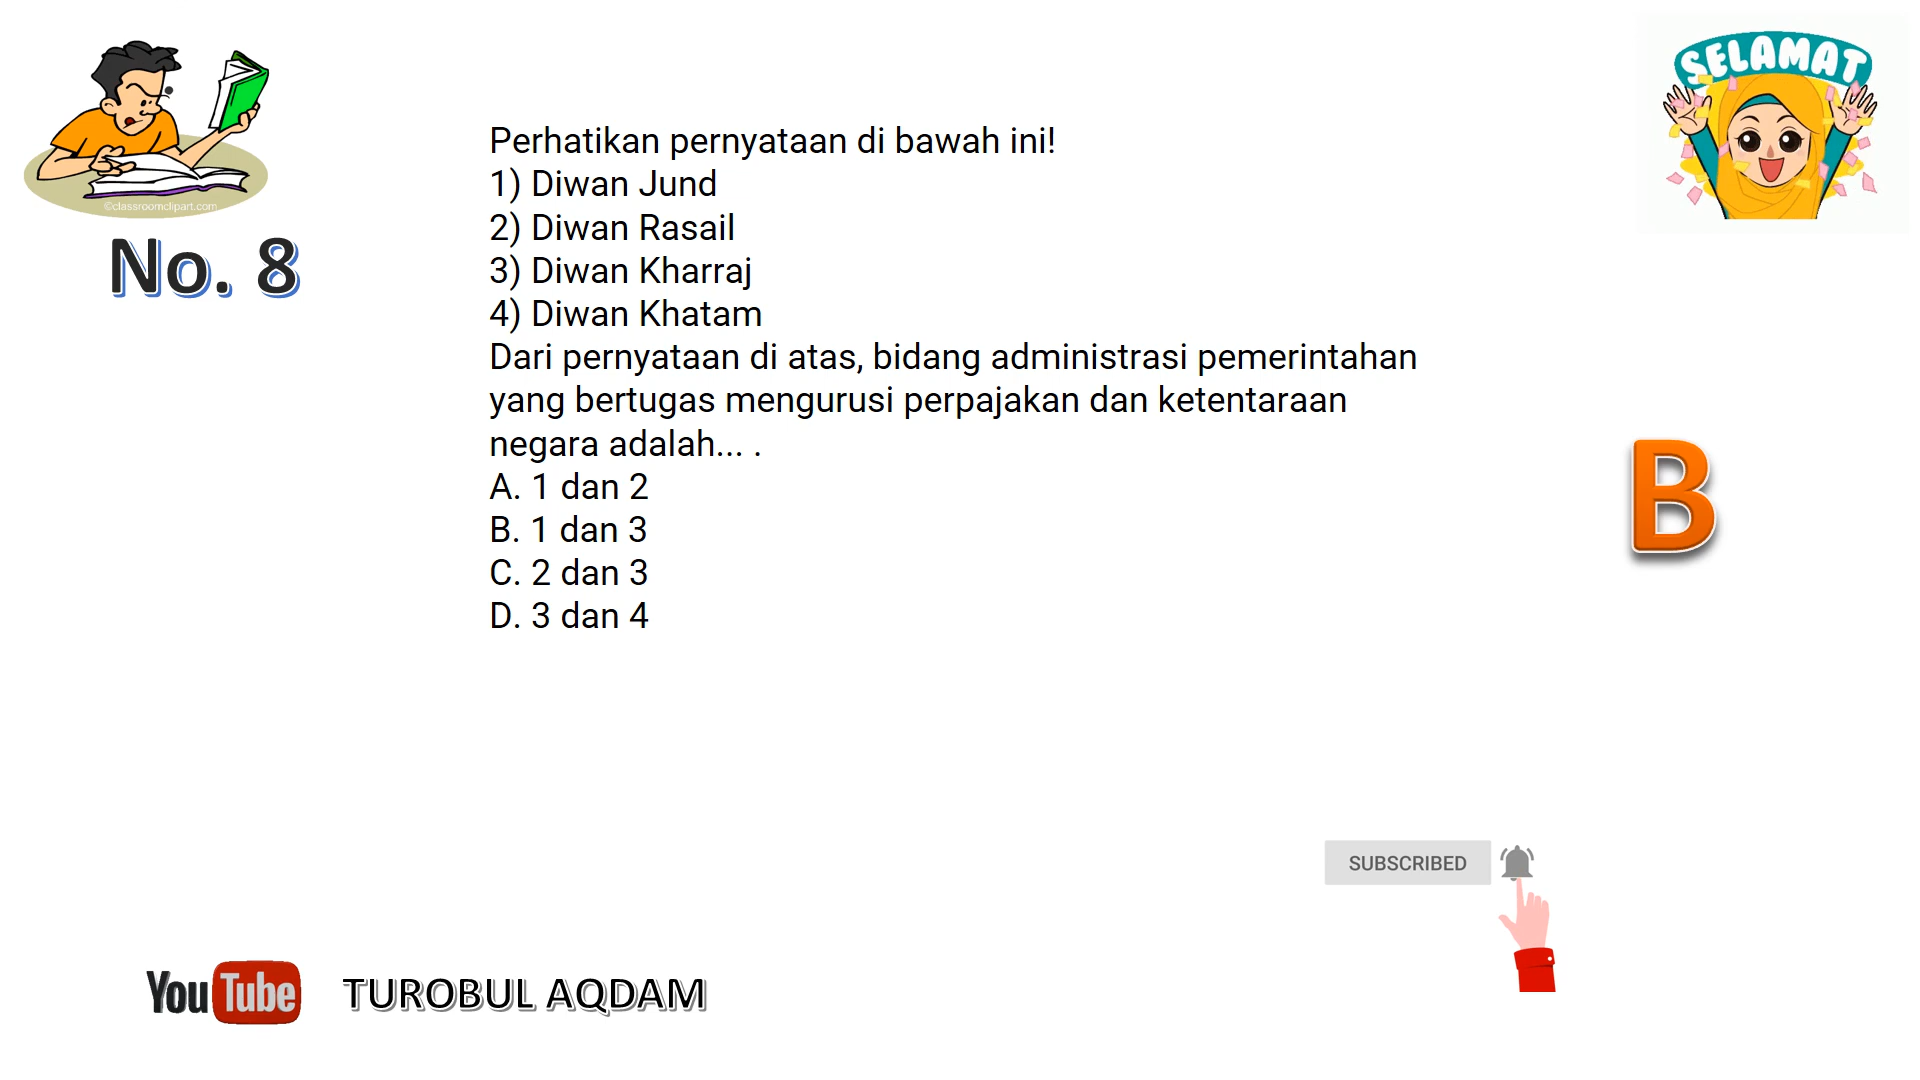 ©classroomclipart.com
SELAMAT
No. 8
Perhatikan pernyataan di bawah ini!
1) Diwan Jund
2) Diwan Rasail
3) Diwan Kharraj
4) Diwan Khatam
Dari pernyataan di atas, bidang administrasi pemerintahan
yang bertugas mengurusi perpajakan dan ketentaraan
negara adalah... .
A. 1 dan 2
B. 1 dan 3
C. 2 dan 3
D. 3 dan 4
B
SUBSCRIBED
YouTube TUROBUL AQDAM